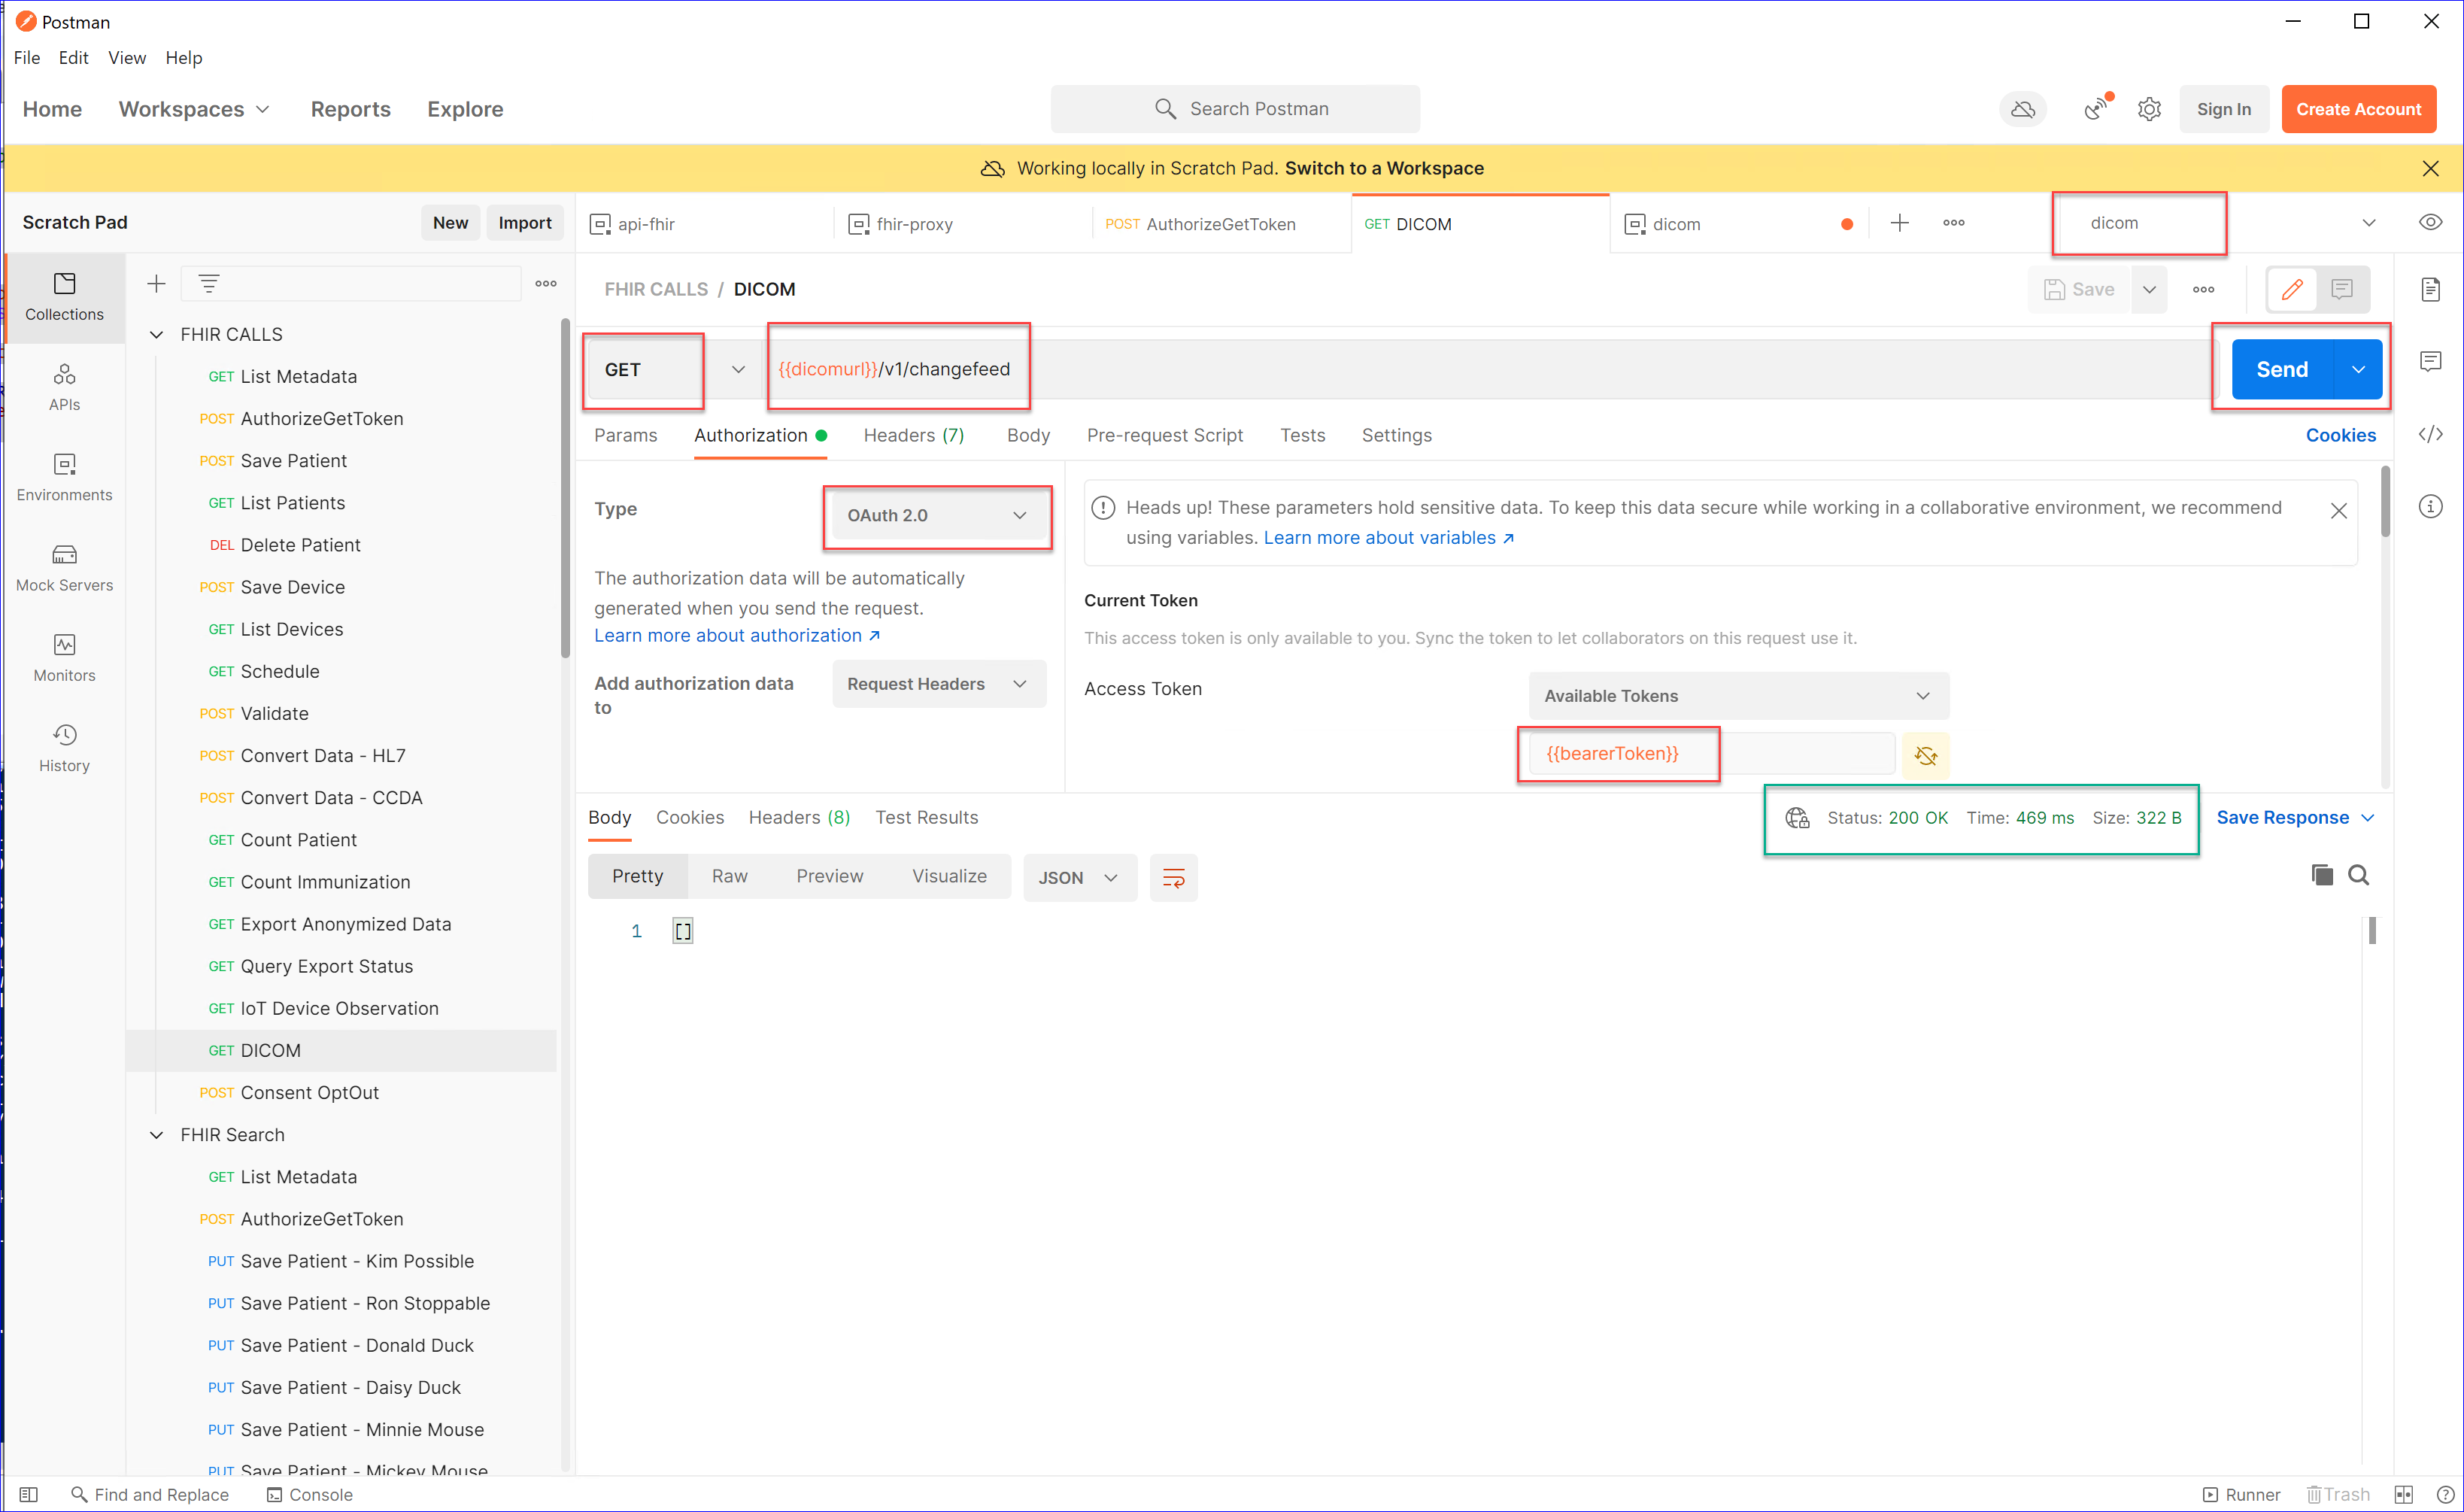 Postman
File Edit View Help
Home Workspaces Reports Explore
Search Postman
Sign In
Create Account
Working locally in Scratch Pad. Switch to a Workspace
Scratch Pad
New
Import
api-fhir
fhir-proxy
POST AuthorizeGetToken
GET DICOM
dicom
dicom
Collections
APIs
Environments
Mock Servers
Monitors
History
FHIR CALLS
GET List Metadata
POST AuthorizeGetToken
POST Save Patient
GET List Patients
DEL Delete Patient
POST Save Device
GET List Devices
GET Schedule
POST Validate
POST Convert Data - HL7
POST Convert Data - CCDA
GET Count Patient
GET Count Immunization
GET Export Anonymized Data
GET Query Export Status
GET IoT Device Observation
GET DICOM
POST Consent OptOut
FHIR Search
GET List Metadata
POST AuthorizeGetToken
PUT Save Patient - Kim Possible
PUT Save Patient - Ron Stoppable
PUT Save Patient - Donald Duck
PUT Save Patient - Daisy Duck
PUT Save Patient - Minnie Mouse
PUT Save Patient - Mickey Mouse
FHIR CALLS / DICOM
Save
GET
{{dicomurl}}/v1/changefeed
Send
Params Authorization Headers (7) Body Pre-request Script Tests Settings
Cookies
Type
OAuth 2.0
The authorization data will be automatically
generated when you send the request.
Learn more about authorization ↗
Add authorization data
to
Request Headers
Heads up! These parameters hold sensitive data. To keep this data secure while working in a collaborative environment, we recommend
using variables. Learn more about variables ↗
Current Token
This access token is only available to you. Sync the token to let collaborators on this request use it.
Access Token
Available Tokens
{{bearerToken}}
Body Cookies Headers (8) Test Results
Status: 200 OK Time: 469 ms Size: 322 B
Save Response
Pretty Raw Preview Visualize
JSON
1 []
Find and Replace
Console
Runner
Trash